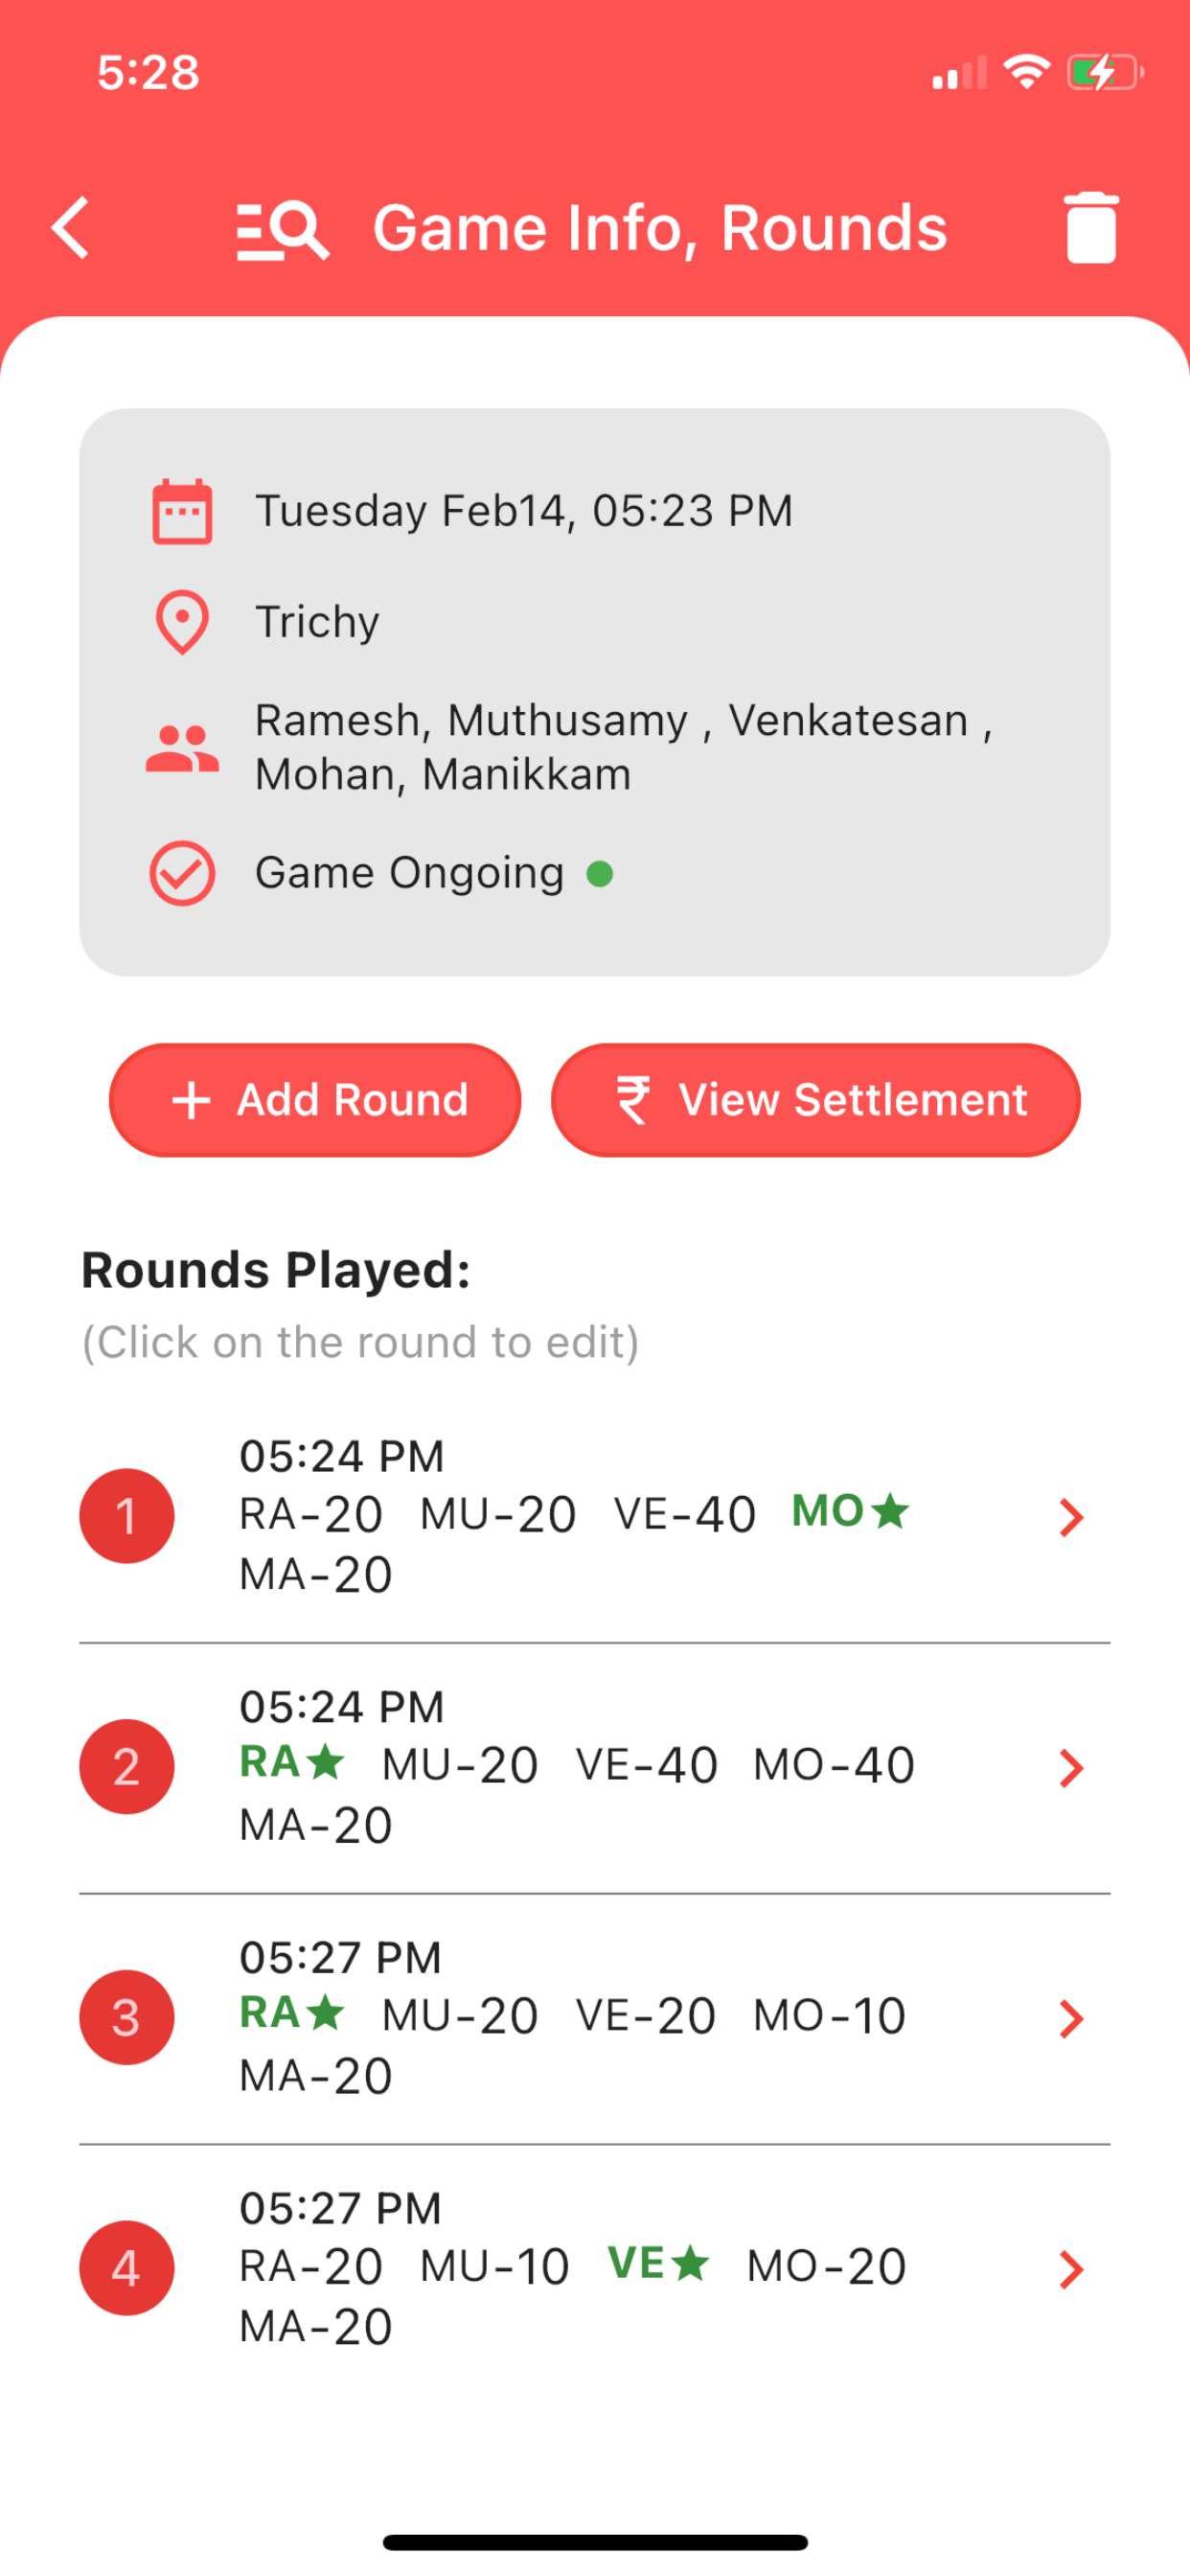 5:28
Game Info, Rounds
Tuesday Feb14, 05:23 PM
Trichy
Ramesh, Muthusamy , Venkatesan ,
Mohan, Manikkam
Game Ongoing
+ Add Round
₹ View Settlement
Rounds Played:
(Click on the round to edit)
05:24 PM
1 RA-20 MU-20 VE-40 MO★
MA-20
05:24 PM
2 RA★ MU-20 VE-40 MO-40
MA-20
05:27 PM
3 RA★ MU-20 VE-20 MO-10
MA-20
05:27 PM
4 RA-20 MU-10 VE★ MO-20
MA-20